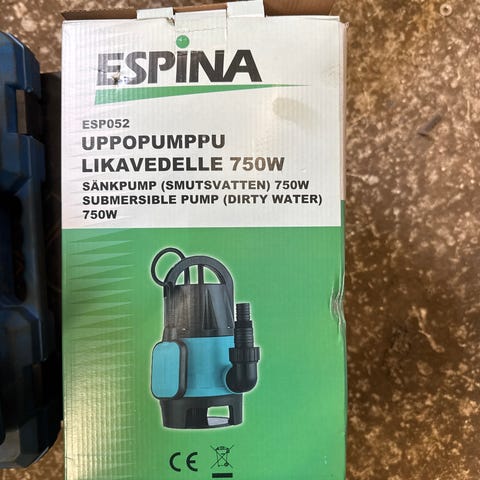 ESPINA
ESP052
UPPOPUMPPU
LIKAVEDELLE 750W
SÄNKPUMP (SMUTSVATTEN) 750W
SUBMERSIBLE PUMP (DIRTY WATER)
750W
CE